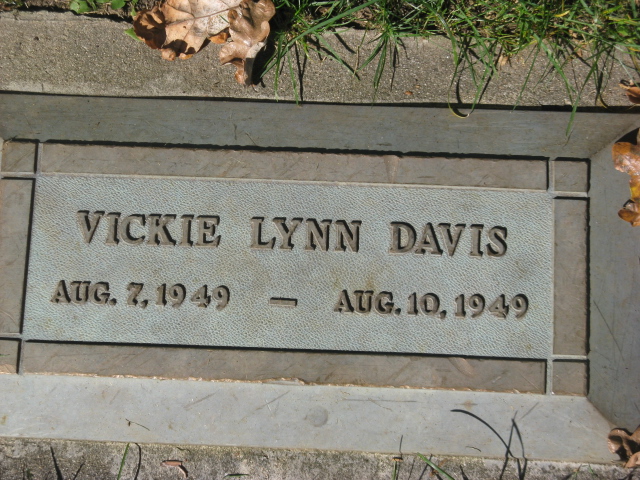 VICKIE LYNN DAVIS
AUG. 7, 1949 — AUG. 10, 1949